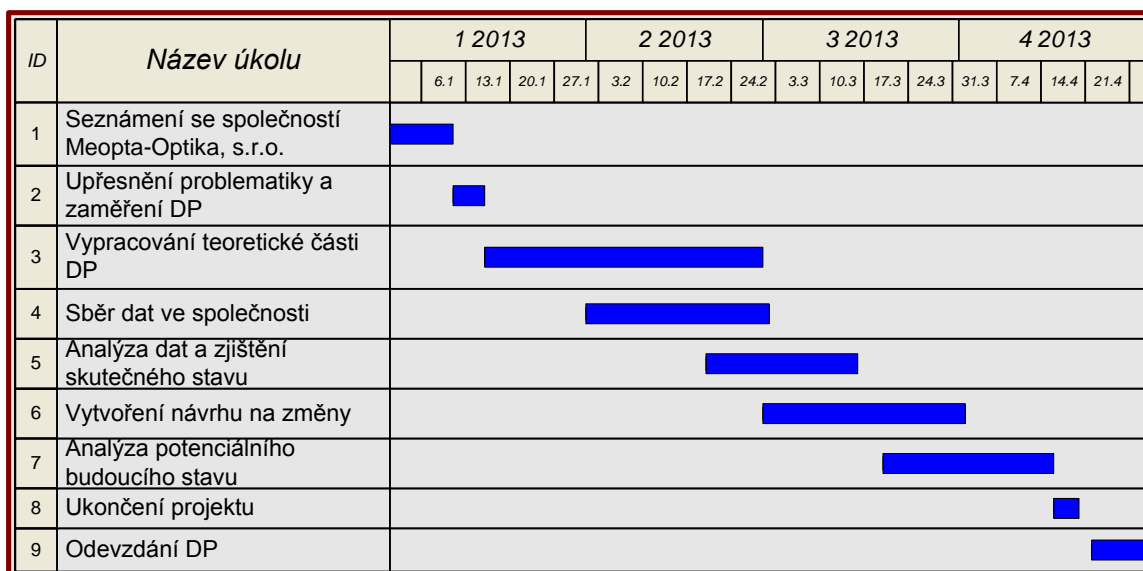 ID Název úkolu 1 2013 2 2013 3 2013 4 2013
6.1 13.1 20.1 27.1 3.2 10.2 17.2 24.2 3.3 10.3 17.3 24.3 31.3 7.4 14.4 21.4
1 Seznámení se společností
Meopta-Optika, s.r.o.
2 Upřesnění problematiky a
zaměření DP
3 Vypracování teoretické části
DP
4 Sběr dat ve společnosti
5 Analýza dat a zjištění
skutečného stavu
6 Vytvoření návrhu na změny
7 Analýza potenciálního
budoucího stavu
8 Ukončení projektu
9 Odevzdání DP